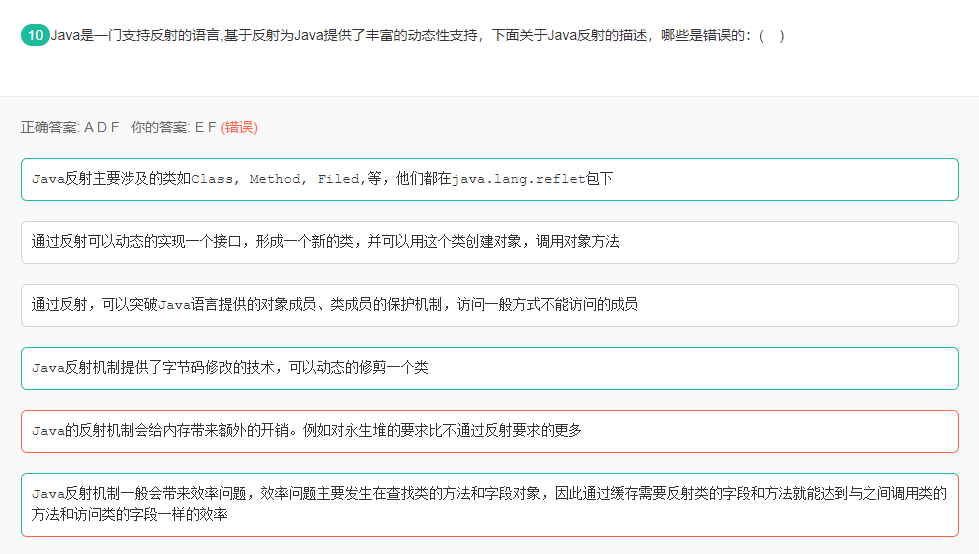 10 Java是一门支持反射的语言,基于反射为Java提供了丰富的动态性支持，下面关于Java反射的描述，哪些是错误的：(    )
正确答案: A D F 你的答案: E F (错误)
Java反射主要涉及的类如Class, Method, Filed,等，他们都在java.lang.reflet包下
通过反射可以动态的实现一个接口，形成一个新的类，并可以用这个类创建对象，调用对象方法
通过反射，可以突破Java语言提供的对象成员、类成员的保护机制，访问一般方式不能访问的成员
Java反射机制提供了字节码修改的技术，可以动态的修剪一个类
Java的反射机制会给内存带来额外的开销。例如对永生堆的要求比不通过反射要求的更多
Java反射机制一般会带来效率问题，效率问题主要发生在查找类的方法和字段对象，因此通过缓存需要反射类的字段和方法就能达到与之间调用类的
方法和访问类的字段一样的效率